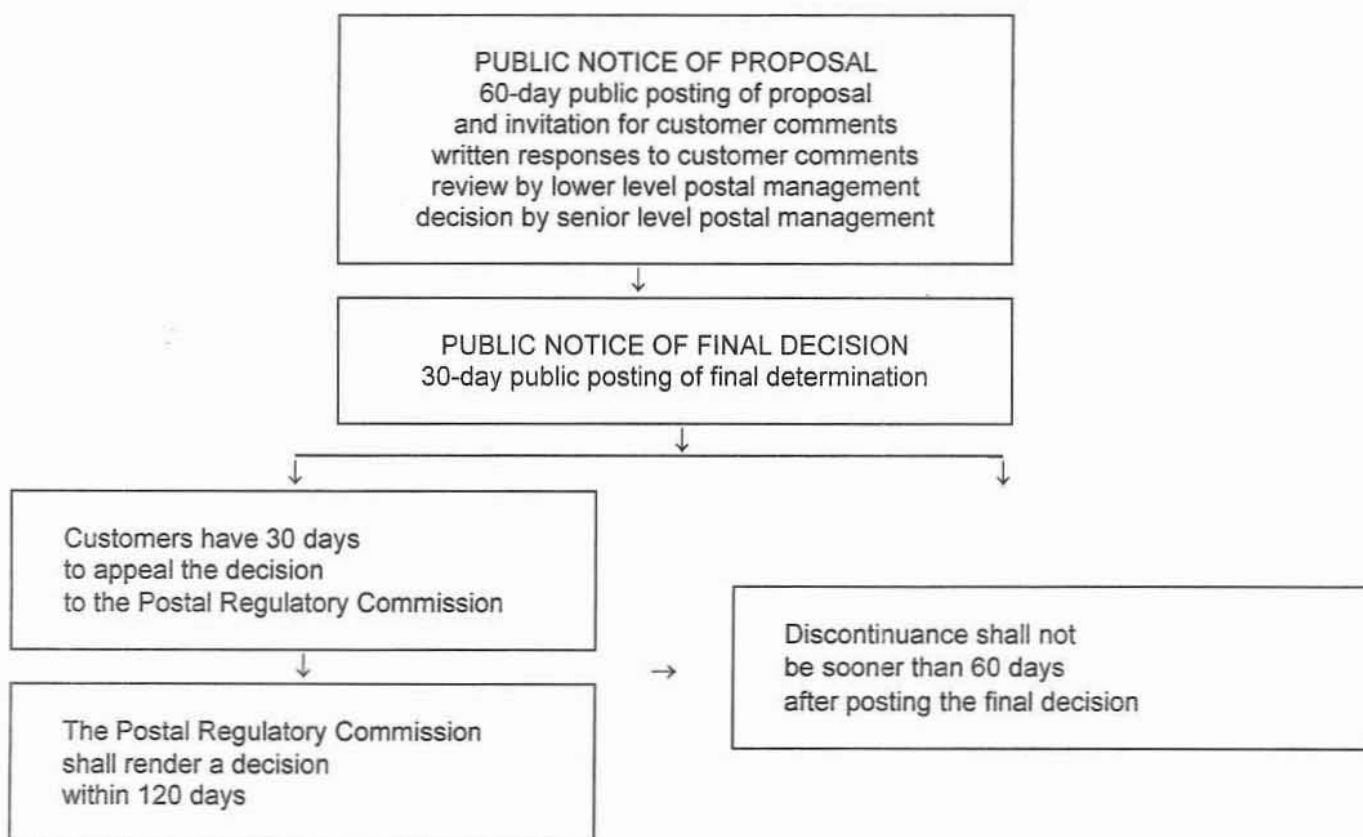 PUBLIC NOTICE OF PROPOSAL
60-day public posting of proposal
and invitation for customer comments
written responses to customer comments
review by lower level postal management
decision by senior level postal management
PUBLIC NOTICE OF FINAL DECISION
30-day public posting of final determination
Customers have 30 days
to appeal the decision
to the Postal Regulatory Commission
The Postal Regulatory Commission
shall render a decision
within 120 days
Discontinuance shall not
be sooner than 60 days
after posting the final decision